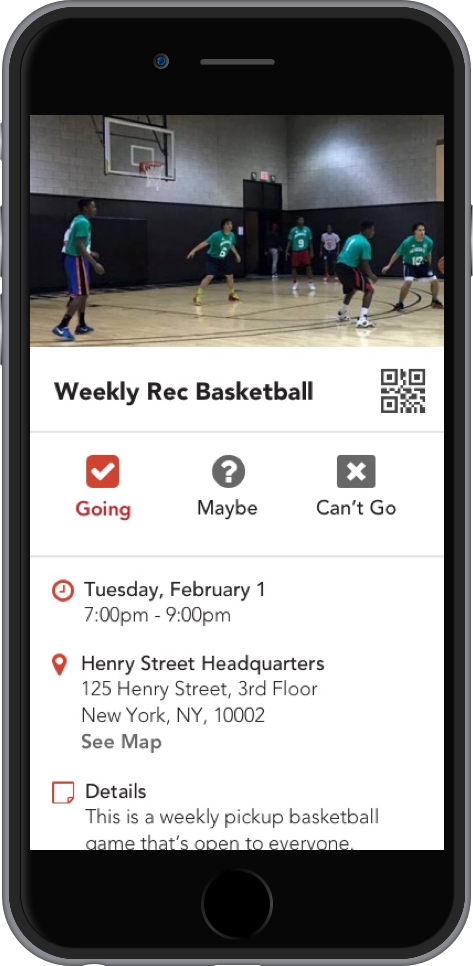 Weekly Rec Basketball
Going
Maybe
Can't Go
Tuesday, February 1
7:00pm - 9:00pm
Henry Street Headquarters
125 Henry Street, 3rd Floor
New York, NY, 10002
See Map
Details
This is a weekly pickup basketball
game that's open to everyone.